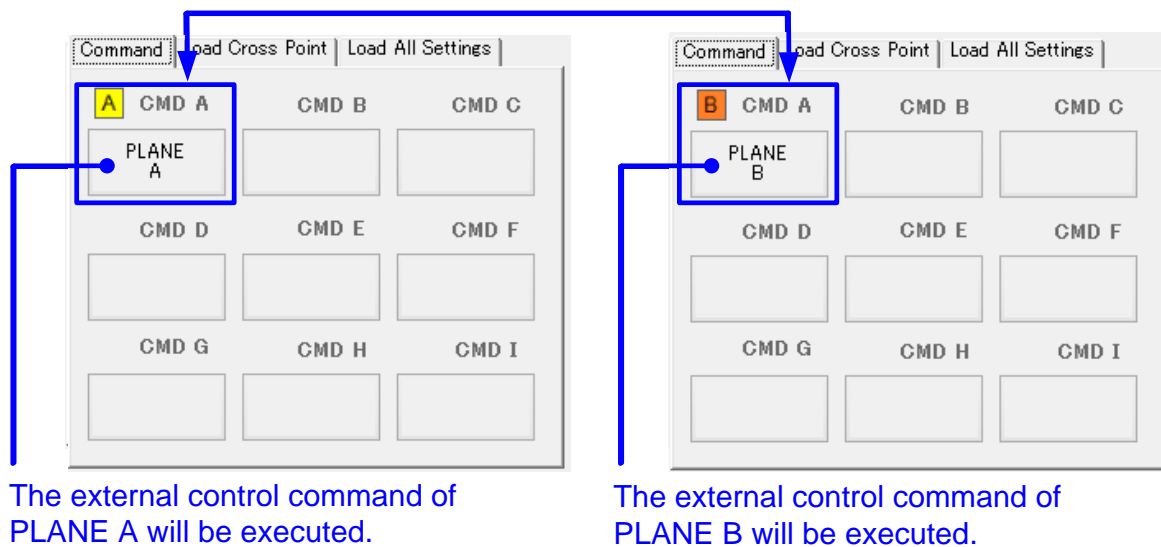 Command
oad Cross Point
Load All Settings
A
CMD A
CMD B
CMD C
PLANE
A
CMD D
CMD E
CMD F
CMD G
CMD H
CMD I
The external control command of
PLANE A will be executed.
Command
oad Cross Point
Load All Settings
B
CMD A
CMD B
CMD C
PLANE
B
CMD D
CMD E
CMD F
CMD G
CMD H
CMD I
The external control command of
PLANE B will be executed.